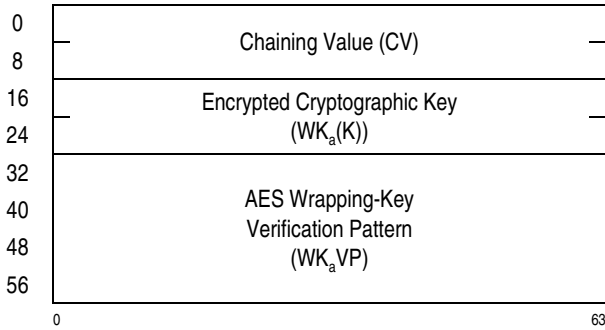 0
Chaining Value (CV)
8
16
Encrypted Cryptographic Key
24
(WKa(K))
32
AES Wrapping-Key
40
Verification Pattern
48
(WKaVP)
56
0 63